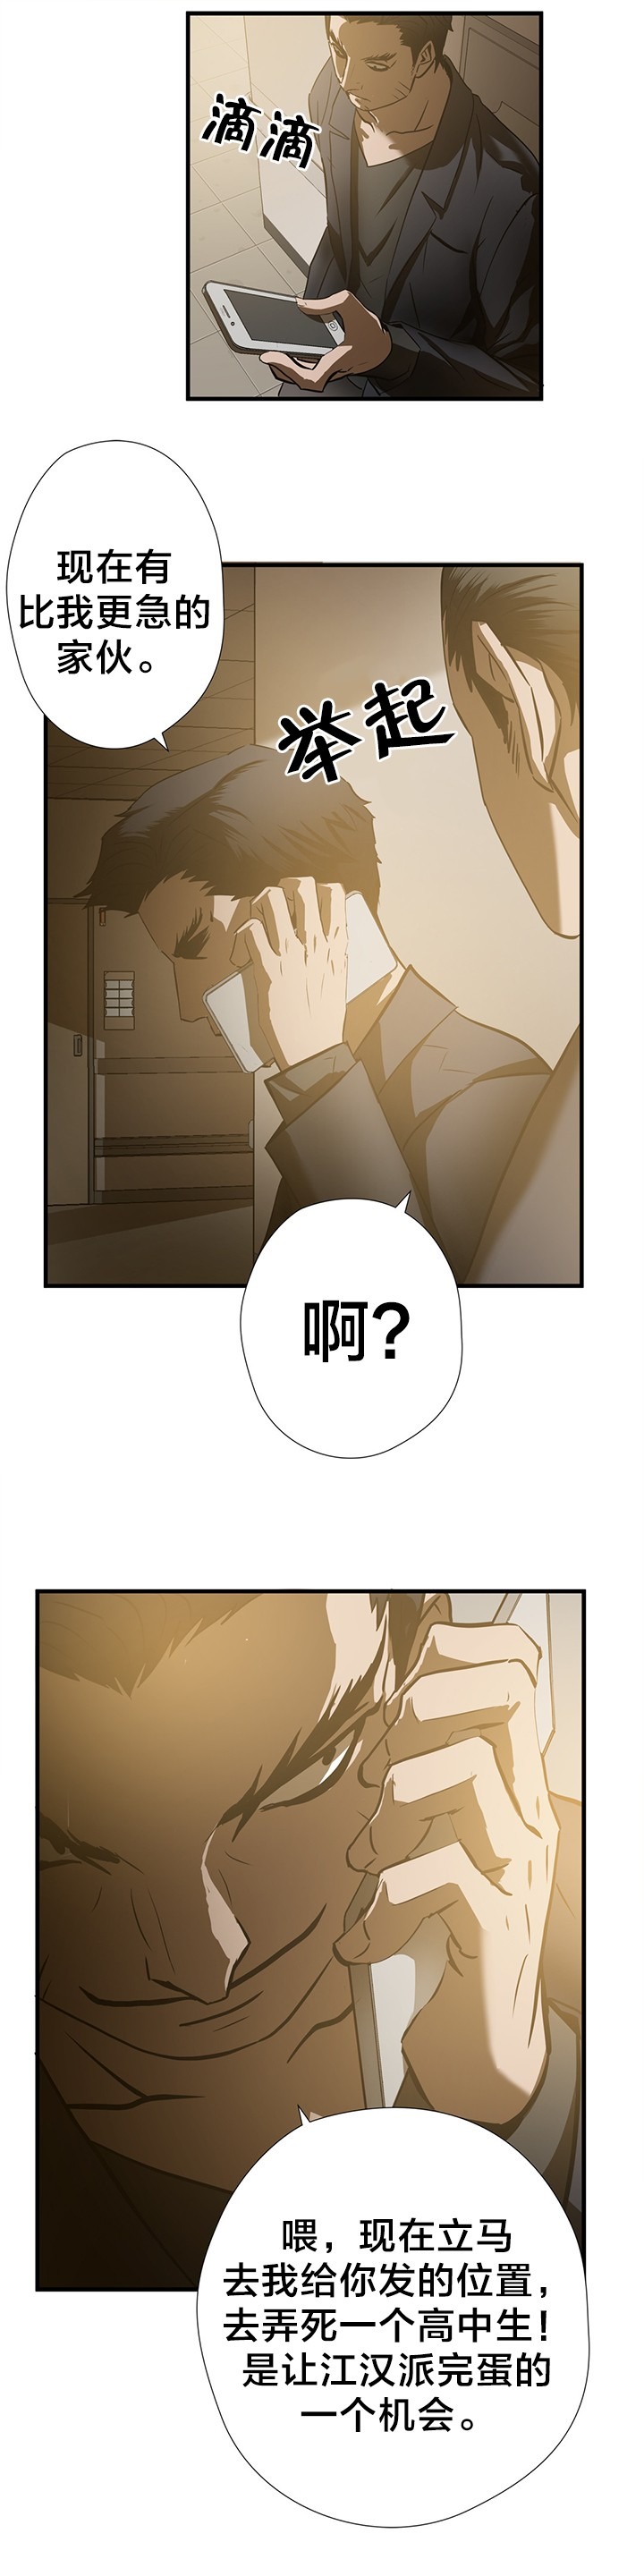 滴滴
现在有
比我更急的
家伙。
举起
啊?
喂，现在立马
去我给你发的位置，
去弄死一个高中生!
是让江汉派完蛋的
一个机会。